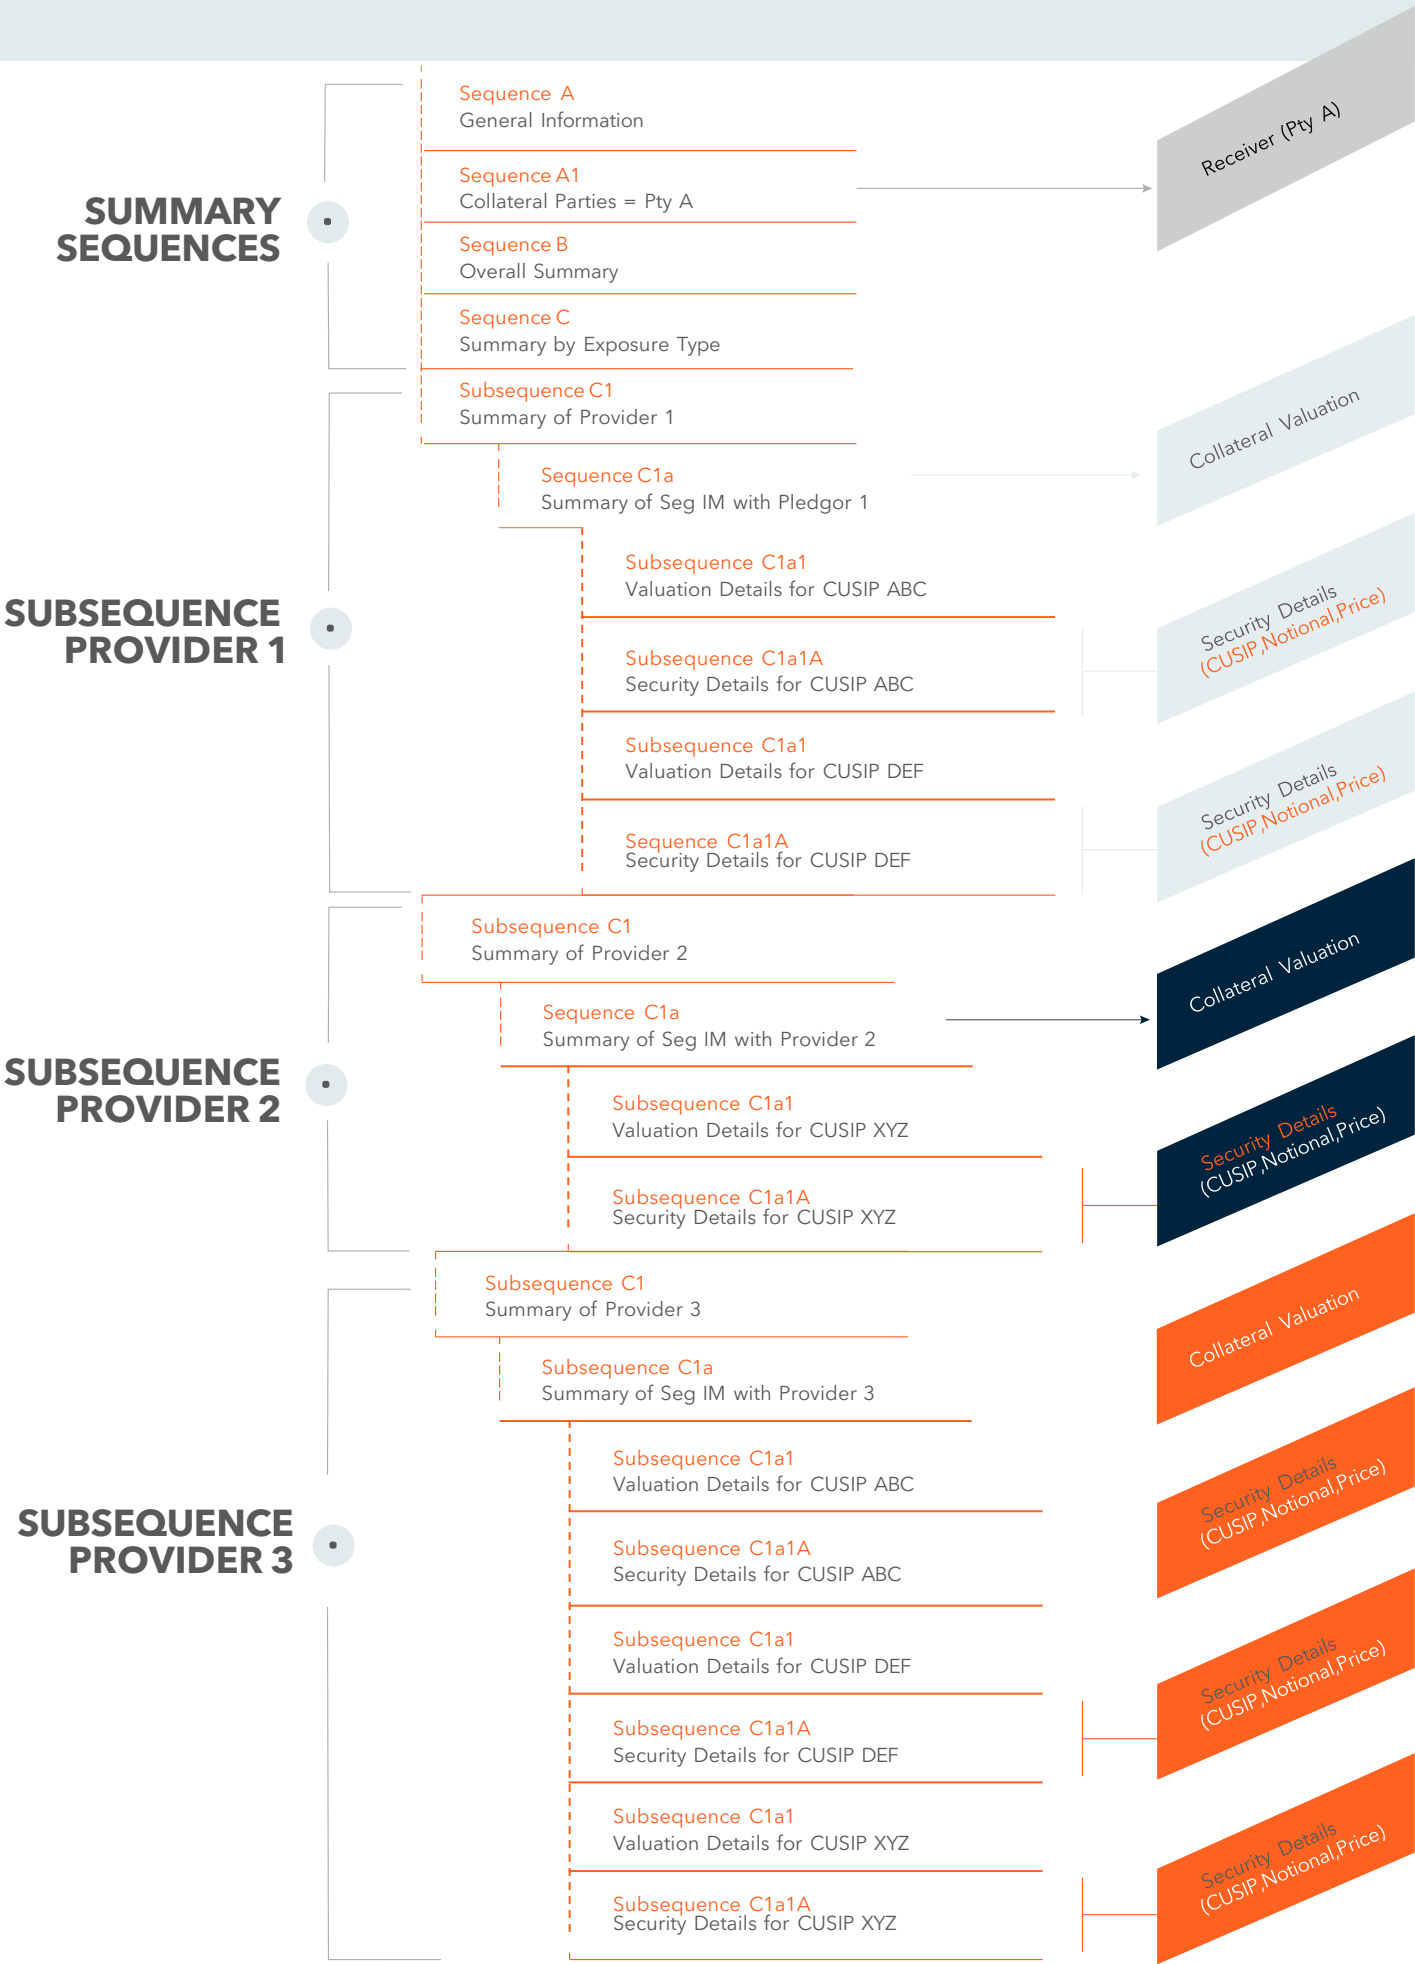 SUMMARY
SEQUENCES
Sequence A
General Information
Sequence A1
Collateral Parties = Pty A
Receiver (Pty A)
Sequence B
Overall Summary
Sequence C
Summary by Exposure Type
SUBSEQUENCE
PROVIDER 1
Subsequence C1
Summary of Provider 1
Sequence C1a
Summary of Seg IM with Pledgor 1
Collateral Valuation
Subsequence C1a1
Valuation Details for CUSIP ABC
Subsequence C1a1A
Security Details for CUSIP ABC
Security Details
(CUSIP,Notional,Price)
Subsequence C1a1
Valuation Details for CUSIP DEF
Sequence C1a1A
Security Details for CUSIP DEF
Security Details
(CUSIP,Notional,Price)
SUBSEQUENCE
PROVIDER 2
Subsequence C1
Summary of Provider 2
Sequence C1a
Summary of Seg IM with Provider 2
Collateral Valuation
Subsequence C1a1
Valuation Details for CUSIP XYZ
Subsequence C1a1A
Security Details for CUSIP XYZ
Security Details
(CUSIP,Notional,Price)
SUBSEQUENCE
PROVIDER 3
Subsequence C1
Summary of Provider 3
Subsequence C1a
Summary of Seg IM with Provider 3
Collateral Valuation
Subsequence C1a1
Valuation Details for CUSIP ABC
Subsequence C1a1A
Security Details for CUSIP ABC
Security Details
(CUSIP,Notional,Price)
Subsequence C1a1
Valuation Details for CUSIP DEF
Subsequence C1a1A
Security Details for CUSIP DEF
Security Details
(CUSIP,Notional,Price)
Subsequence C1a1
Valuation Details for CUSIP XYZ
Subsequence C1a1A
Security Details for CUSIP XYZ
Security Details
(CUSIP,Notional,Price)